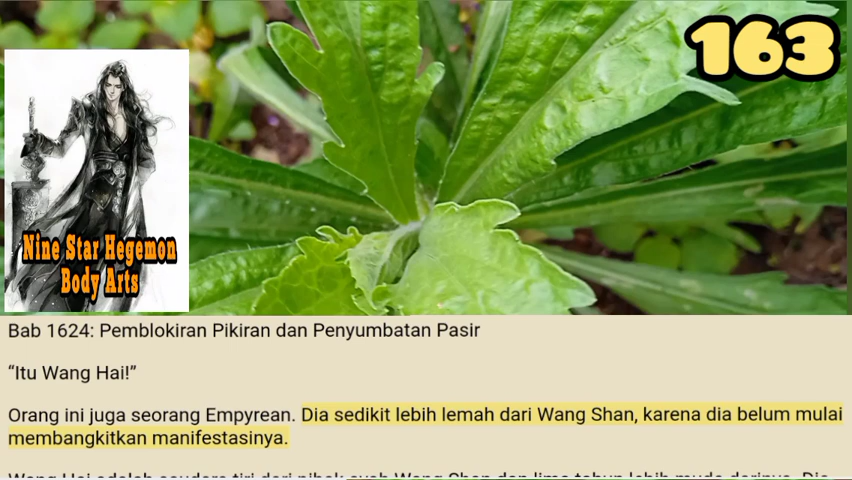 163
Nine Star Hegemon
Body Arts
Bab 1624: Pemblokiran Pikiran dan Penyumbatan Pasir
“Itu Wang Hai!”
Orang ini juga seorang Empyrean. Dia sedikit lebih lemah dari Wang Shan, karena dia belum mulai
membangkitkan manifestasinya.